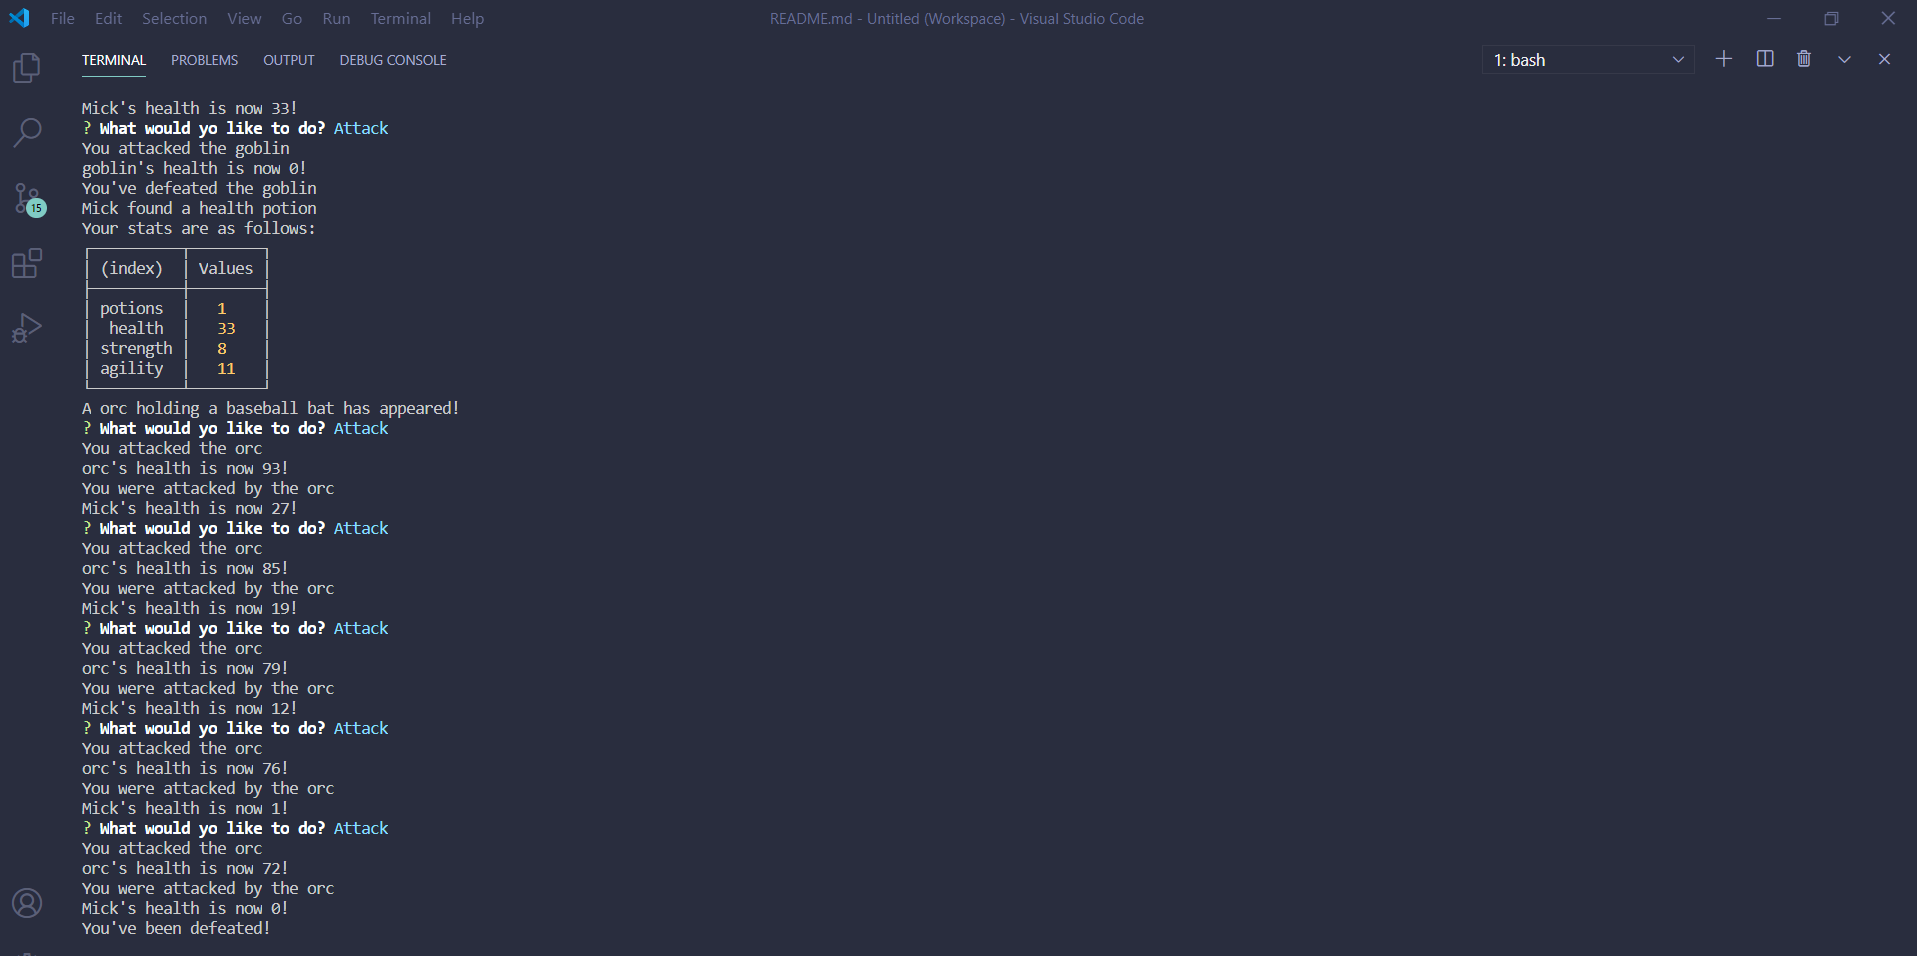 File Edit Selection View Go Run Terminal Help README.md - Untitled (Workspace) - Visual Studio Code
TERMINAL PROBLEMS OUTPUT DEBUG CONSOLE 1: bash
15
Mick's health is now 33!
? What would yo like to do? Attack
You attacked the goblin
goblin's health is now 0!
You've defeated the goblin
Mick found a health potion
Your stats are as follows:
(index) Values
potions 1
health 33
strength 8
agility 11
A orc holding a baseball bat has appeared!
? What would yo like to do? Attack
You attacked the orc
orc's health is now 93!
You were attacked by the orc
Mick's health is now 27!
? What would yo like to do? Attack
You attacked the orc
orc's health is now 85!
You were attacked by the orc
Mick's health is now 19!
? What would yo like to do? Attack
You attacked the orc
orc's health is now 79!
You were attacked by the orc
Mick's health is now 12!
? What would yo like to do? Attack
You attacked the orc
orc's health is now 76!
You were attacked by the orc
Mick's health is now 1!
? What would yo like to do? Attack
You attacked the orc
orc's health is now 72!
You were attacked by the orc
Mick's health is now 0!
You've been defeated!